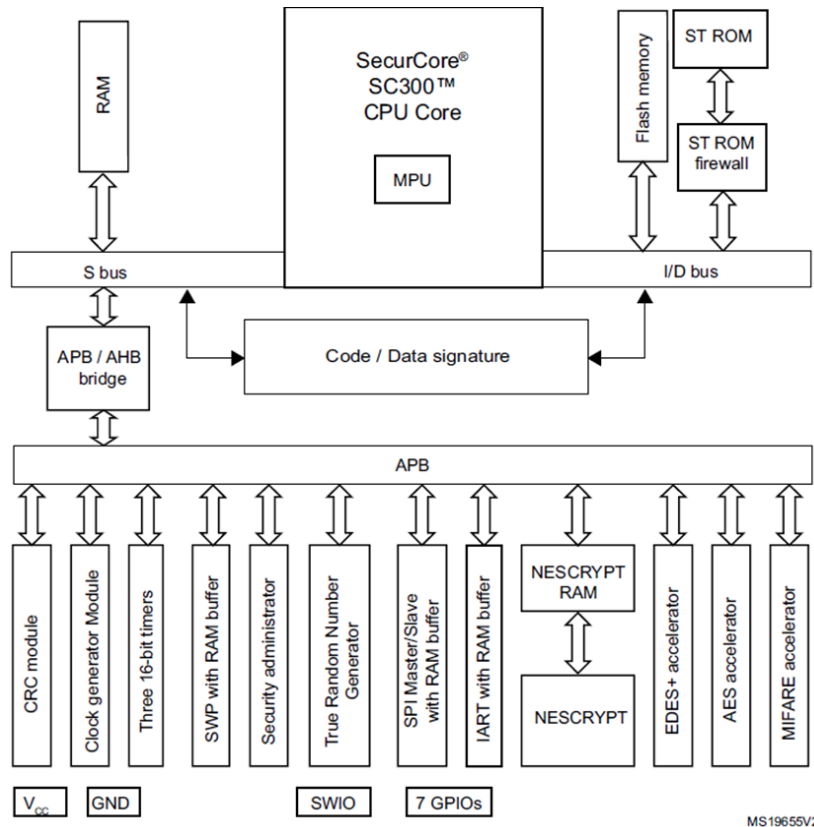 RAM
SecurCore®
SC300™
CPU Core
MPU
Flash memory
ST ROM
ST ROM
firewall
S bus
I/D bus
APB / AHB
bridge
Code / Data signature
APB
CRC module
Clock generator Module
Three 16-bit timers
SWP with RAM buffer
Security administrator
True Random Number
Generator
SPI Master/Slave
with RAM buffer
IART with RAM buffer
NESCRYPT
RAM
NESCRYPT
EDES+ accelerator
AES accelerator
MIFARE accelerator
VCC
GND
SWIO
7 GPIOs
MS19655V2